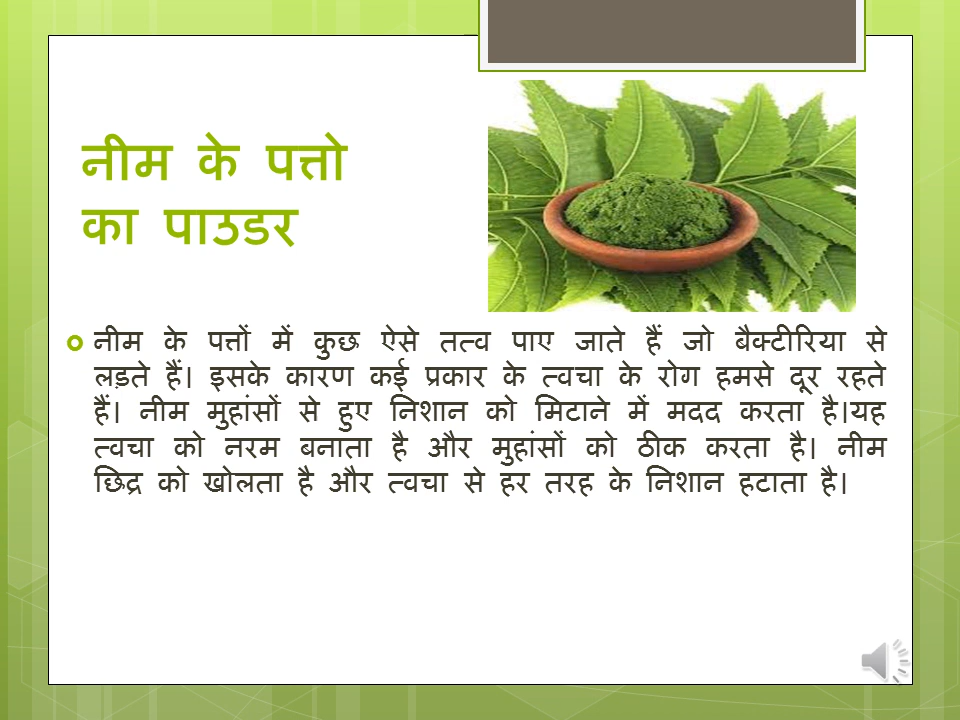 नीम के पत्तो
का पाउडर
नीम के पत्तों में कुछ ऐसे तत्व पाए जाते हैं जो बैक्टीरिया से
लड़ते हैं। इसके कारण कई प्रकार के त्वचा के रोग हमसे दूर रहते
हैं। नीम मुहांसों से हुए निशान को मिटाने में मदद करता है।यह
त्वचा को नरम बनाता है और मुहांसों को ठीक करता है। नीम
छिद्र को खोलता है और त्वचा से हर तरह के निशान हटाता है।